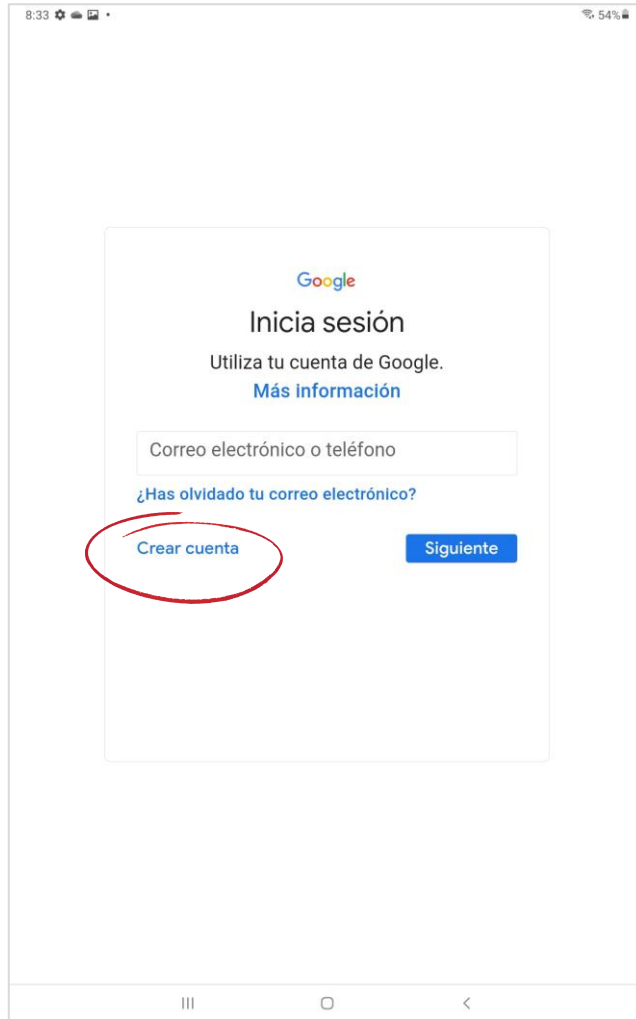 8:33
54%
Google
Inicia sesión
Utiliza tu cuenta de Google.
Más información
Correo electrónico o teléfono
¿Has olvidado tu correo electrónico?
Crear cuenta
Siguiente